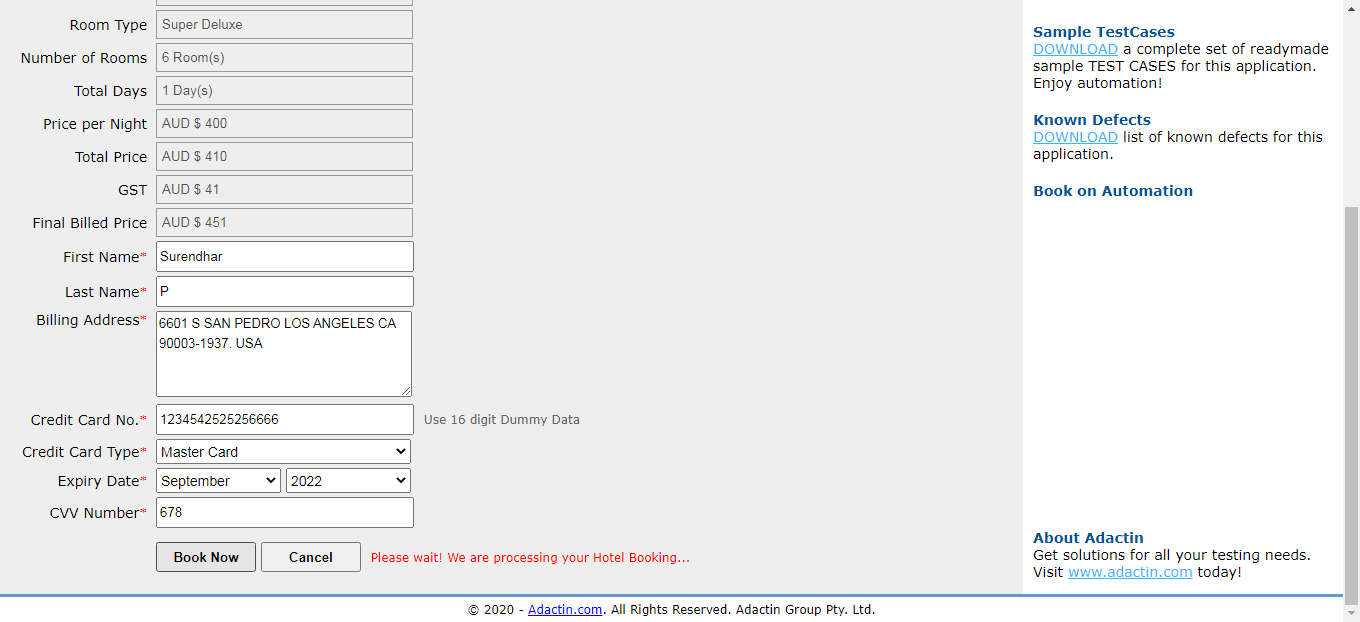 Room Type Super Deluxe
Number of Rooms 6 Room(s)
Total Days 1 Day(s)
Price per Night AUD $ 400
Total Price AUD $ 410
GST AUD $ 41
Final Billed Price AUD $ 451
First Name* Surendhar
Last Name* P
Billing Address* 6601 S SAN PEDRO LOS ANGELES CA
90003-1937. USA
Credit Card No.* 1234542525256666 Use 16 digit Dummy Data
Credit Card Type* Master Card
Expiry Date* September 2022
CVV Number* 678
Book Now Cancel Please wait! We are processing your Hotel Booking...
Sample TestCases
DOWNLOAD a complete set of readymade
sample TEST CASES for this application.
Enjoy automation!
Known Defects
DOWNLOAD list of known defects for this
application.
Book on Automation
About Adactin
Get solutions for all your testing needs.
Visit www.adactin.com today!
© 2020 - Adactin.com. All Rights Reserved. Adactin Group Pty. Ltd.